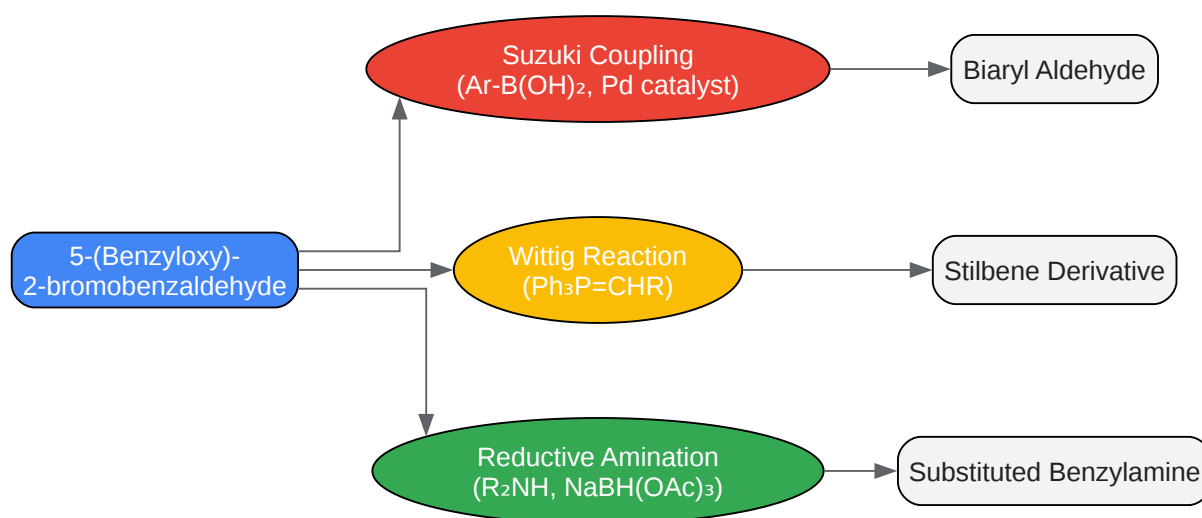 Suzuki Coupling
(Ar-B(OH)₂, Pd catalyst)
Biaryl Aldehyde
5-(Benzyloxy)-
2-bromobenzaldehyde
Wittig Reaction
(Ph₃P=CHR)
Stilbene Derivative
Reductive Amination
(R₂NH, NaBH(OAc)₃)
Substituted Benzylamine